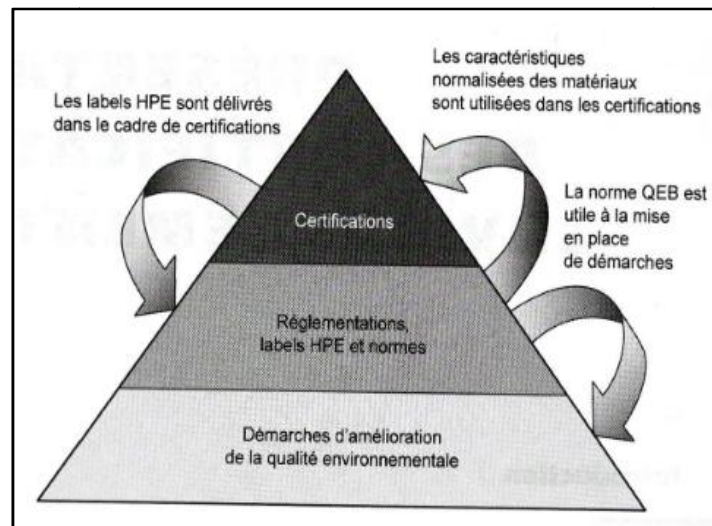 Les caractéristiques
normalisées des matériaux
sont utilisées dans les certifications
Les labels HPE sont délivrés
dans le cadre de certifications
La norme QEB est
utile à la mise
en place
de démarches
Certifications
Réglementations,
labels HPE et normes
Démarches d'amélioration
de la qualité environnementale